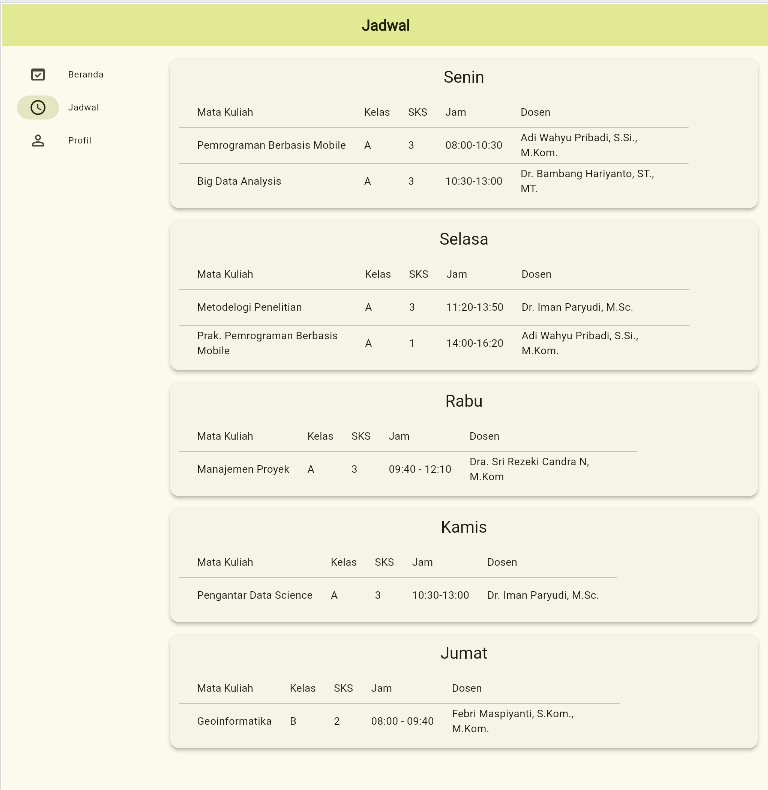 Jadwal
Beranda
Jadwal
Profil
Senin
Mata Kuliah Kelas SKS Jam Dosen
Pemrograman Berbasis Mobile A 3 08:00-10:30 Adi Wahyu Pribadi, S.Si.,
M.Kom.
Big Data Analysis A 3 10:30-13:00 Dr. Bambang Hariyanto, ST.,
MT.
Selasa
Mata Kuliah Kelas SKS Jam Dosen
Metodelogi Penelitian A 3 11:20-13:50 Dr. Iman Paryudi, M.Sc.
Prak. Pemrograman Berbasis
Mobile A 1 14:00-16:20 Adi Wahyu Pribadi, S.Si.,
M.Kom.
Rabu
Mata Kuliah Kelas SKS Jam Dosen
Manajemen Proyek A 3 09:40 - 12:10 Dra. Sri Rezeki Candra N,
M.Kom
Kamis
Mata Kuliah Kelas SKS Jam Dosen
Pengantar Data Science A 3 10:30-13:00 Dr. Iman Paryudi, M.Sc.
Jumat
Mata Kuliah Kelas SKS Jam Dosen
Geoinformatika B 2 08:00 - 09:40 Febri Maspiyanti, S.Kom.,
M.Kom.